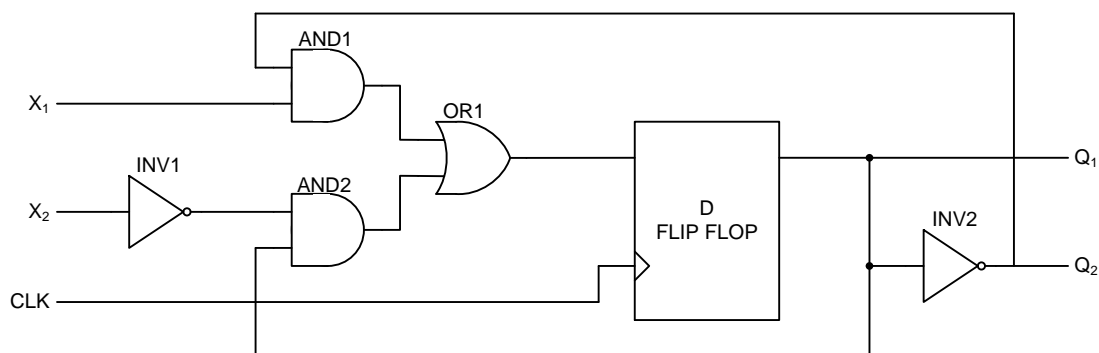 AND1
X1
OR1
INV1
AND2
X2
D
FLIP FLOP
Q1
INV2
Q2
CLK